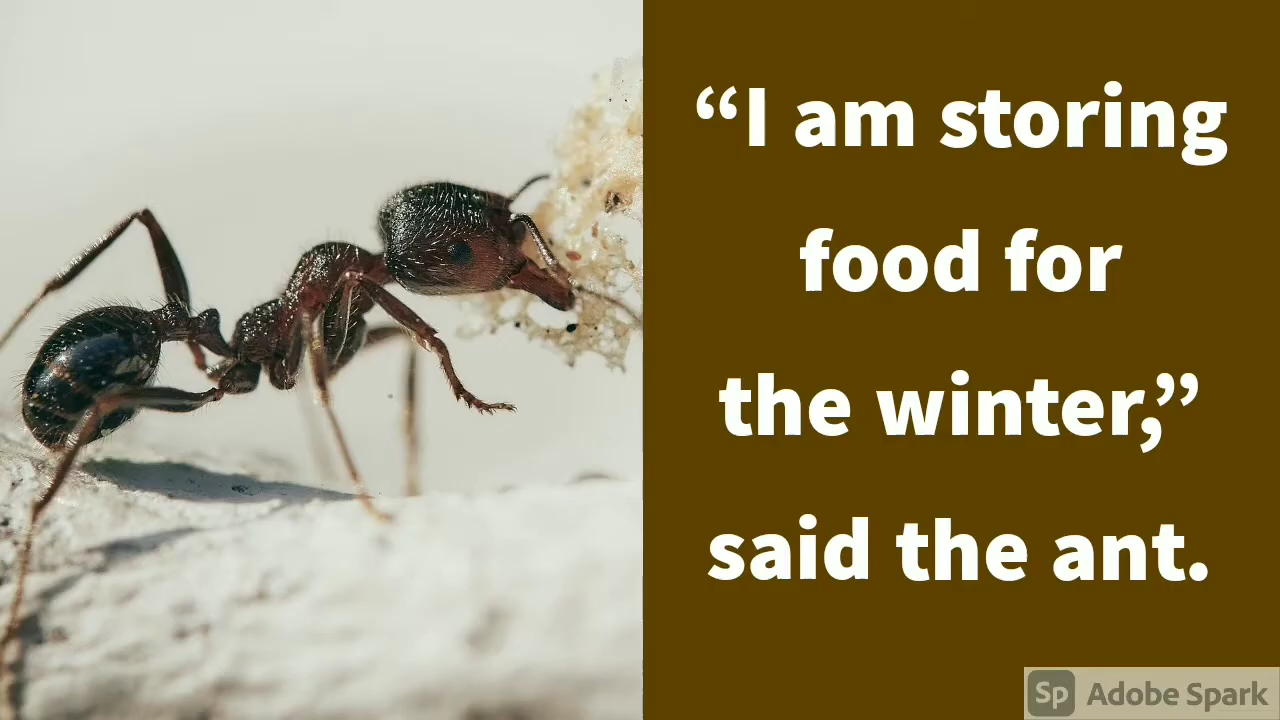 “I am storing
food for
the winter,”
said the ant.
Sp Adobe Spark